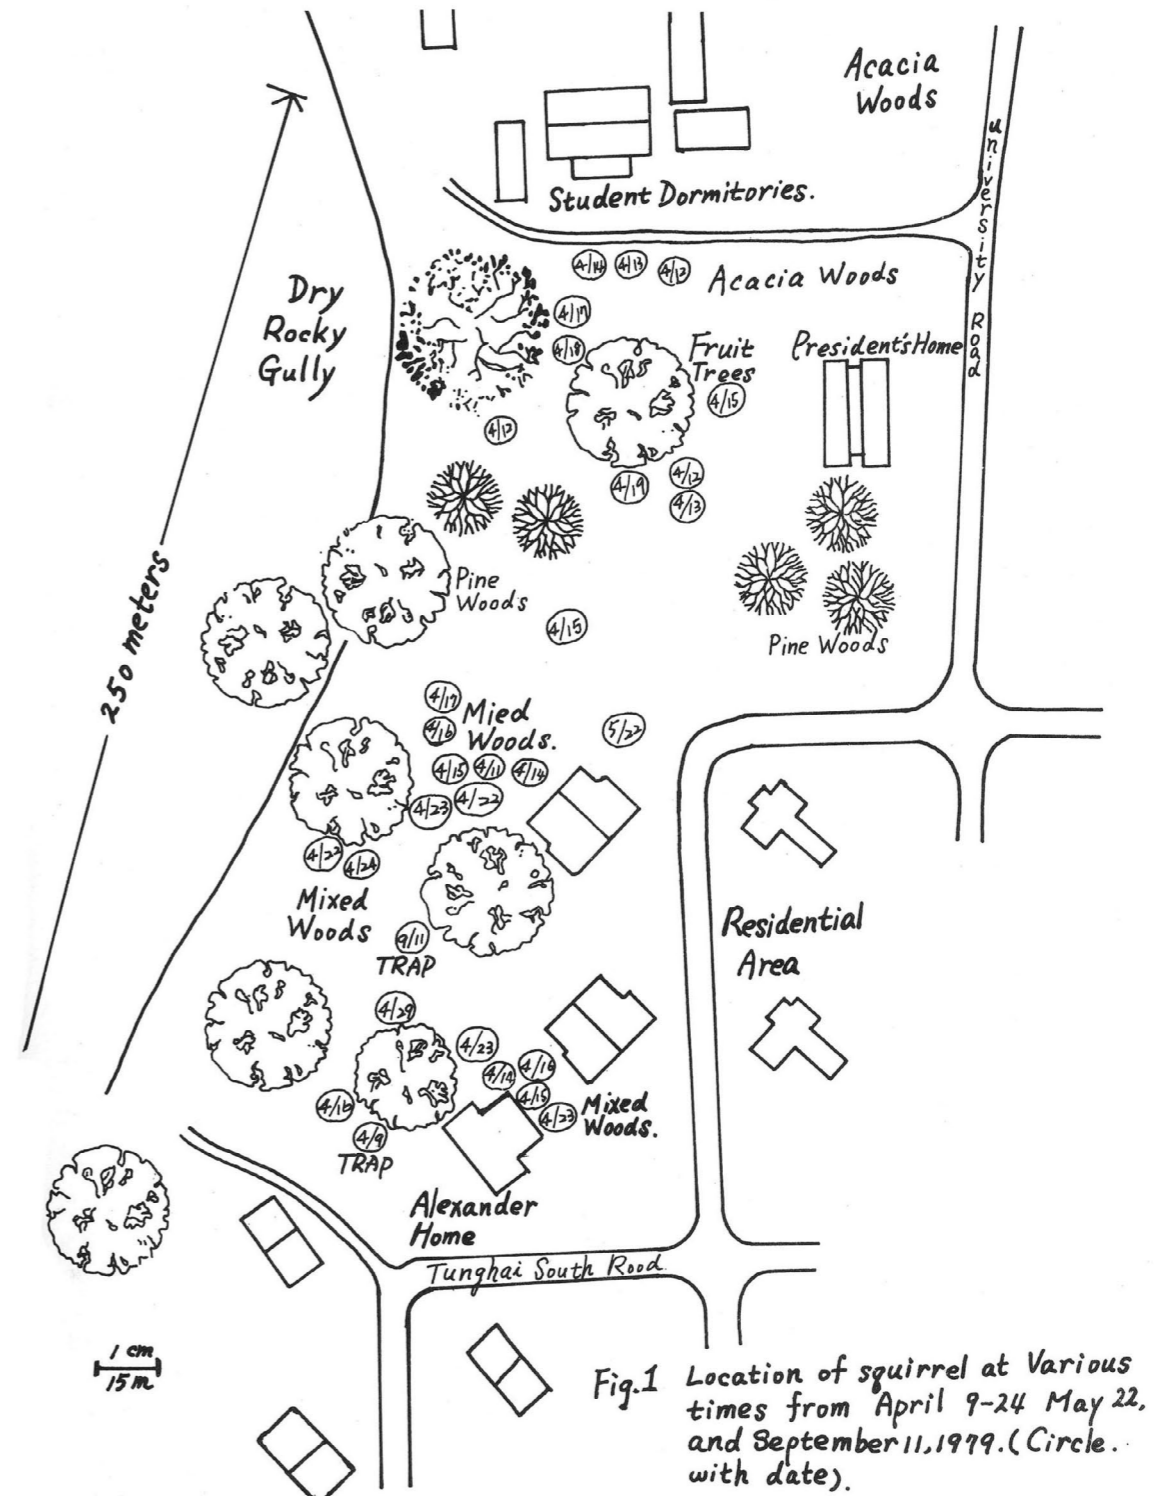 Acacia
Woods
University Road
Student Dormitories.
4/14 4/13 4/12
Acacia Woods
Dry
Rocky
Gully
4/17
4/18
Fruit
Trees
President'sHome
4/15
4/12
4/19
4/12
4/13
250 meters
Pine
Woods
4/15
Pine Woods
4/17
4/16
Mied
Woods.
5/22
4/15 4/11 4/14
4/23 4/22
4/22 4/24
Mixed
Woods
9/11
TRAP
Residential
Area
4/29
4/23
4/14 4/16
4/15
4/23
Mixed
Woods.
4/16
4/9
TRAP
Alexander
Home
Tunghai South Rood
1 cm
15 m
Fig.1 Location of squirrel at Various
times from April 9-24 May 22,
and September 11, 1979. (Circle.
with date).